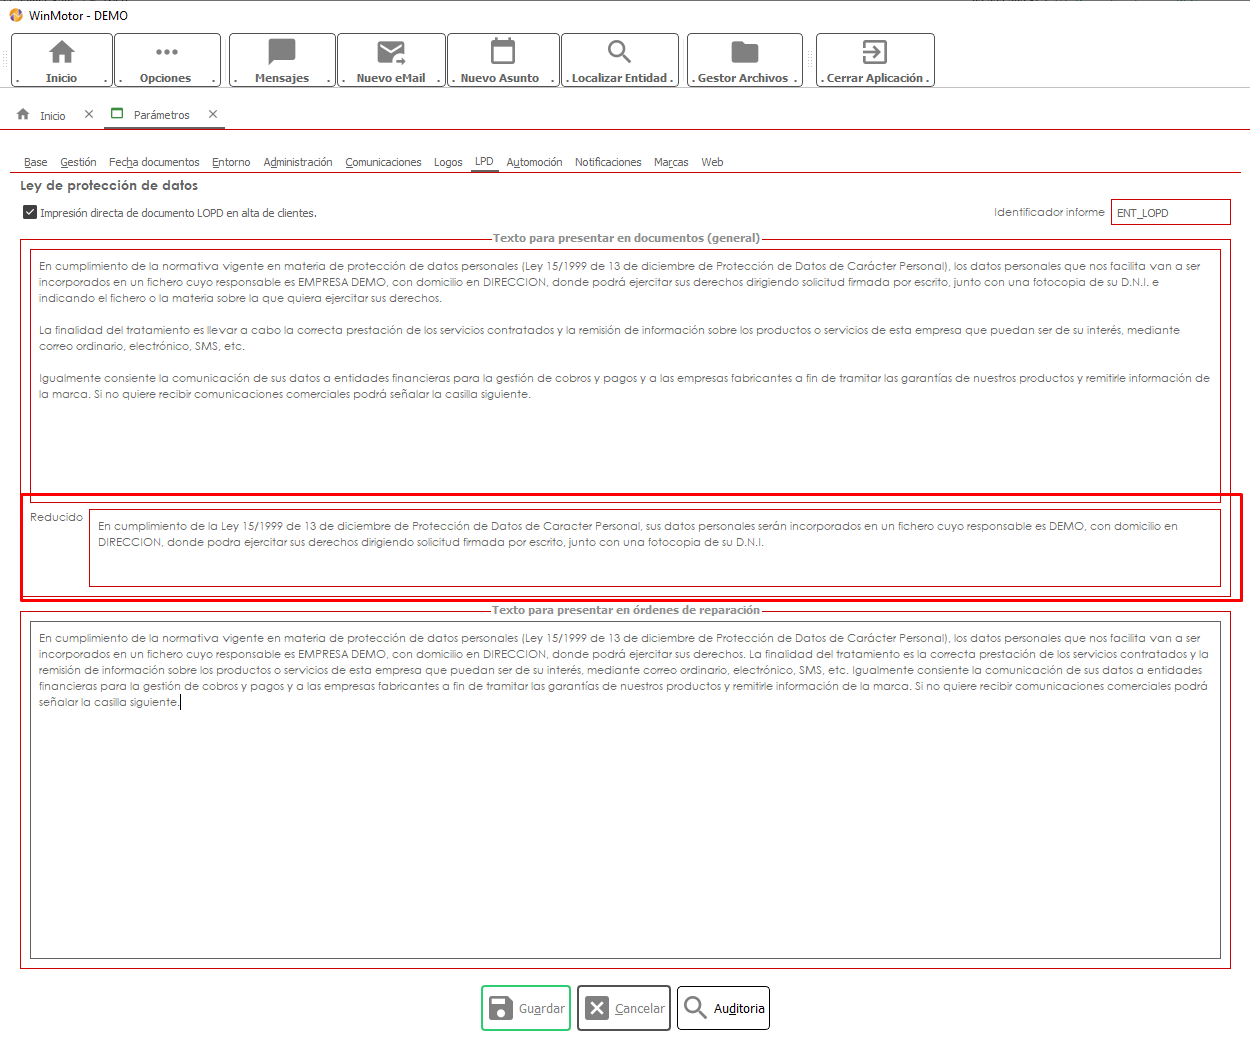 WinMotor - DEMO
. Inicio .
. Opciones .
. Mensajes .
. Nuevo eMail .
. Nuevo Asunto .
. Localizar Entidad .
. Gestor Archivos .
. Cerrar Aplicación .
Inicio
Parámetros
Base Gestión Fecha documentos Entorno Administración Comunicaciones Logos LPD Automoción Notificaciones Marcas Web
Ley de protección de datos
Impresión directa de documento LOPD en alta de clientes.
Identificador informe ENT_LOPD
Texto para presentar en documentos (general)
En cumplimiento de la normativa vigente en materia de protección de datos personales (Ley 15/1999 de 13 de diciembre de Protección de Datos de Carácter Personal), los datos personales que nos facilita van a ser
incorporados en un fichero cuyo responsable es EMPRESA DEMO, con domicilio en DIRECCION, donde podrá ejercitar sus derechos dirigiendo solicitud firmada por escrito, junto con una fotocopia de su D.N.I. e
indicando el fichero o la materia sobre la que quiera ejercitar sus derechos.
La finalidad del tratamiento es llevar a cabo la correcta prestación de los servicios contratados y la remisión de información sobre los productos o servicios de esta empresa que puedan ser de su interés, mediante
correo ordinario, electrónico, SMS, etc.
Igualmente consiente la comunicación de sus datos a entidades financieras para la gestión de cobros y pagos y a las empresas fabricantes a fin de tramitar las garantías de nuestros productos y remitirle información de
la marca. Si no quiere recibir comunicaciones comerciales podrá señalar la casilla siguiente.
Reducido
En cumplimiento de la Ley 15/1999 de 13 de diciembre de Protección de Datos de Caracter Personal, sus datos personales serán incorporados en un fichero cuyo responsable es DEMO, con domicilio en
DIRECCION, donde podra ejercitar sus derechos dirigiendo solicitud firmada por escrito, junto con una fotocopia de su D.N.I.
Texto para presentar en órdenes de reparación
En cumplimiento de la normativa vigente en materia de protección de datos personales (Ley 15/1999 de 13 de diciembre de Protección de Datos de Carácter Personal), los datos personales que nos facilita van a ser
incorporados en un fichero cuyo responsable es EMPRESA DEMO, con domicilio en DIRECCION, donde podrá ejercitar sus derechos. La finalidad del tratamiento es la correcta prestación de los servicios contratados y la
remisión de información sobre los productos o servicios de esta empresa que puedan ser de su interés, mediante correo ordinario, electrónico, SMS, etc. Igualmente consiente la comunicación de sus datos a entidades
financieras para la gestión de cobros y pagos y a las empresas fabricantes a fin de tramitar las garantías de nuestros productos y remitirle información de la marca. Si no quiere recibir comunicaciones comerciales podrá
señalar la casilla siguiente.
Guardar
Cancelar
Auditoria